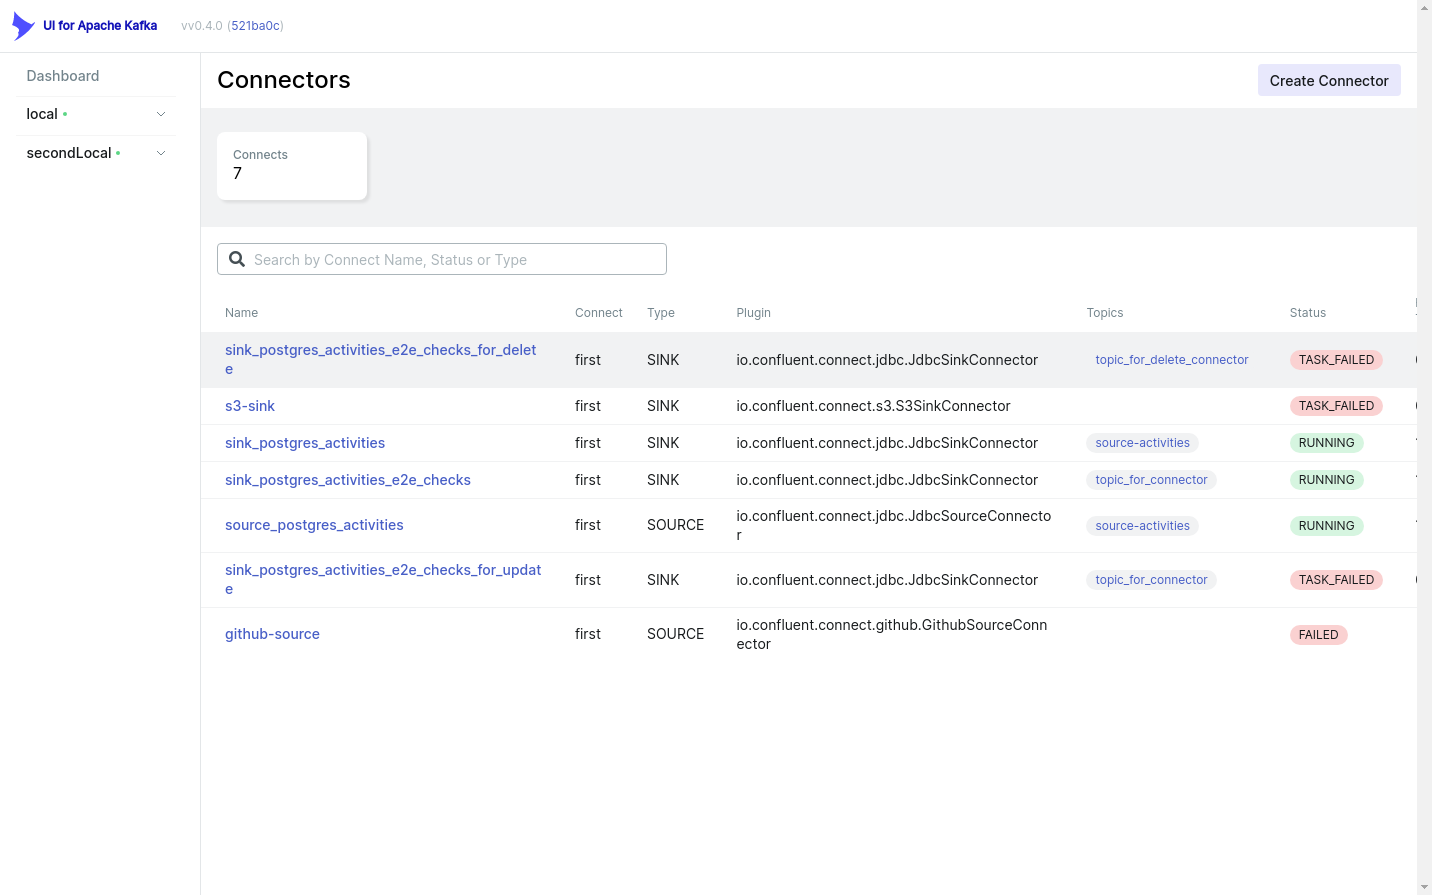 UI for Apache Kafka vv0.4.0 (521ba0c)
Dashboard
local
secondLocal
Connectors
Create Connector
Connects
7
Search by Connect Name, Status or Type
Name Connect Type Plugin Topics Status
sink_postgres_activities_e2e_checks_for_delet
e
first SINK io.confluent.connect.jdbc.JdbcSinkConnector topic_for_delete_connector TASK_FAILED
s3-sink first SINK io.confluent.connect.s3.S3SinkConnector TASK_FAILED
sink_postgres_activities first SINK io.confluent.connect.jdbc.JdbcSinkConnector source-activities RUNNING
sink_postgres_activities_e2e_checks first SINK io.confluent.connect.jdbc.JdbcSinkConnector topic_for_connector RUNNING
source_postgres_activities first SOURCE io.confluent.connect.jdbc.JdbcSourceConnecto
r
source-activities RUNNING
sink_postgres_activities_e2e_checks_for_updat
e
first SINK io.confluent.connect.jdbc.JdbcSinkConnector topic_for_connector TASK_FAILED
github-source first SOURCE io.confluent.connect.github.GithubSourceConn
ector
FAILED